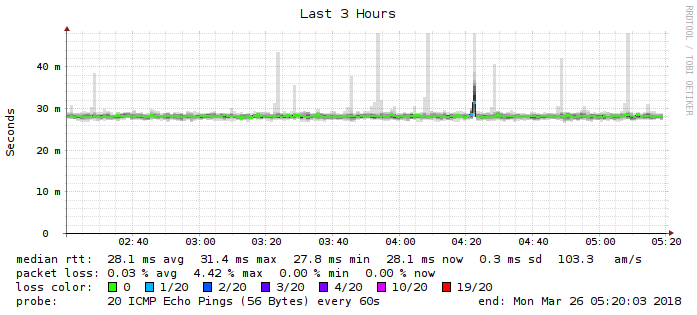 Last 3 Hours
RRDTOOL / TOBI OETIKER
Seconds
40 m
30 m
20 m
10 m
0
02:40 03:00 03:20 03:40 04:00 04:20 04:40 05:00 05:20
median rtt: 28.1 ms avg 31.4 ms max 27.8 ms min 28.1 ms now 0.3 ms sd 103.3 am/s
packet loss: 0.03 % avg 4.42 % max 0.00 % min 0.00 % now
loss color: 0 1/20 2/20 3/20 4/20 10/20 19/20
probe: 20 ICMP Echo Pings (56 Bytes) every 60s end: Mon Mar 26 05:20:03 2018